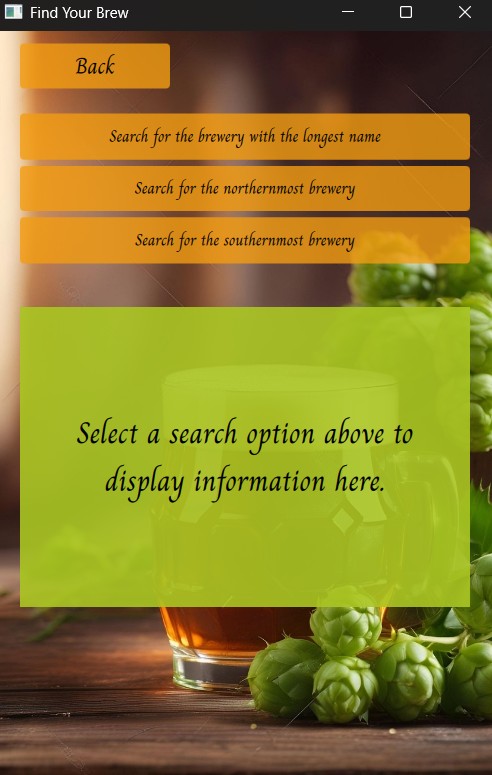 Find Your Brew
Back
Search for the brewery with the longest name
Search for the northernmost brewery
Search for the southernmost brewery
Select a search option above to
display information here.